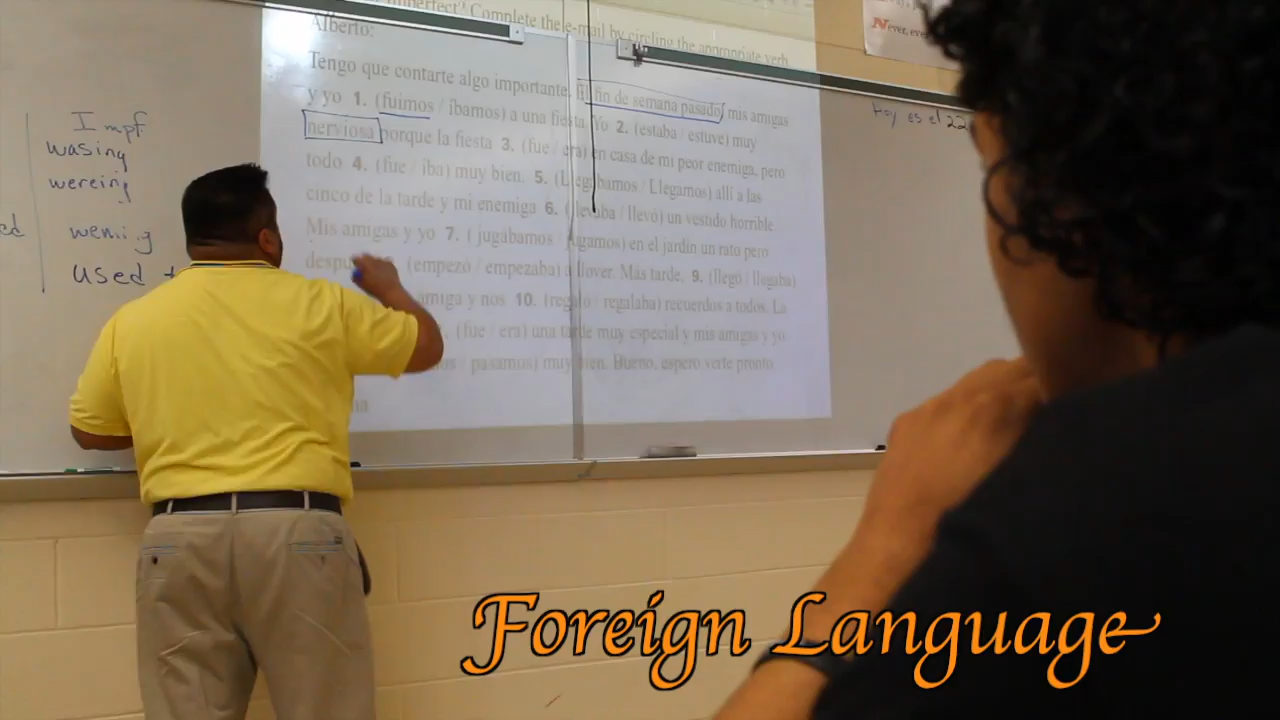 imperfect'? Complete the e-mail by circling the appropriate verb
Alberto:
Tengo que contarte algo importante. El fin de semana pasado, mis amigas
y yo 1. (fuimos / íbamos) a una fiesta. Yo 2. (estaba / estuve) muy
nerviosa porque la fiesta 3. (fue / era) en casa de mi peor enemiga, pero
todo 4. (fue / iba) muy bien. 5. (Llegábamos / Llegamos) allí a las
cinco de la tarde y mi enemiga 6. (llevaba / llevó) un vestido horrible.
Mis amigas y yo 7. ( jugábamos / jugamos) en el jardín un rato pero
(empezó / empezaba) a llover. Más tarde, 9. (llegó / llegaba)
amiga y nos 10. (regaló / regalaba) recuerdos a todos. La
(fue / era) una tarde muy especial y mis amigas y yo
/ pasamos) muy bien. Bueno, espero verte pronto
Impf
wasing
wereing
used
Never,
Hoy es el 22
Foreign Language